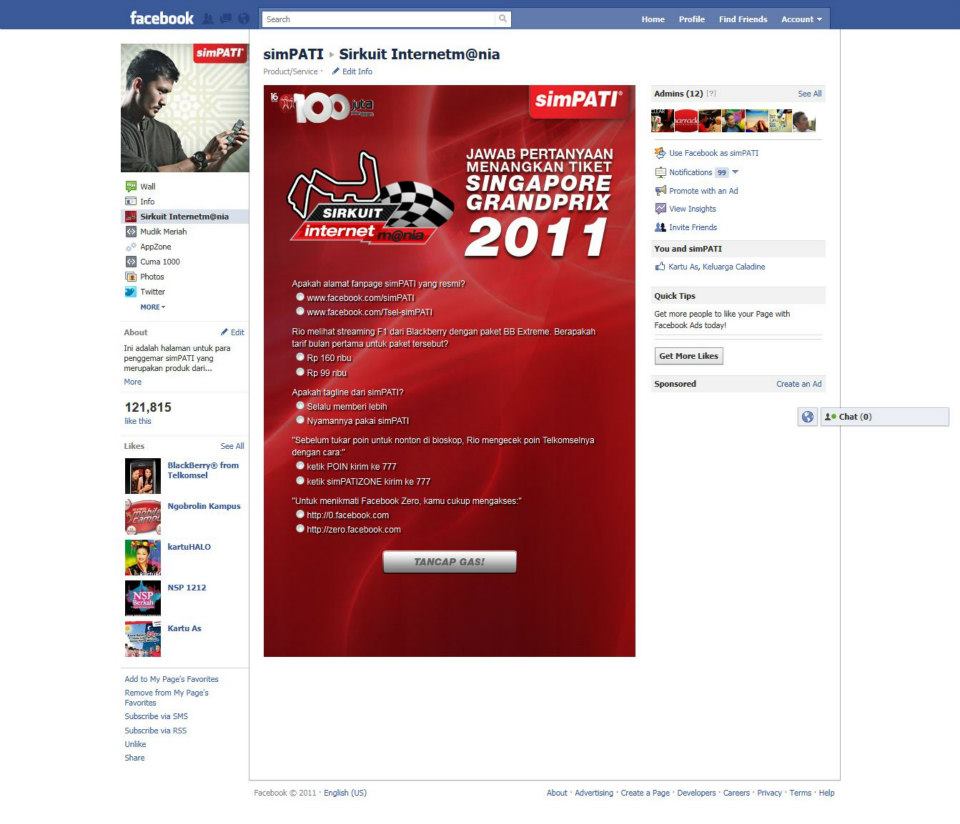 facebook
Search
Home Profile Find Friends Account
simPATI
Wall
Info
Sirkuit Internetm@nia
Mudik Meriah
AppZone
Cuma 1000
Photos
Twitter
MORE
About Edit
Ini adalah halaman untuk para
penggemar simPATI yang
merupakan produk dari...
More
121,815
like this
Likes See All
BlackBerry® from
Telkomsel
Ngobrolin Kampus
kartuHALO
NSP 1212
NSP
Berkah
Kartu As
Add to My Page's Favorites
Remove from My Page's
Favorites
Subscribe via SMS
Subscribe via RSS
Unlike
Share
simPATI ▸ Sirkuit Internetm@nia
Product/Service · Edit Info
16 100 juta
simPATI®
JAWAB PERTANYAAN
MENANGKAN TIKET
SINGAPORE
GRANDPRIX
2011
SIRKUIT
internet m@nia
Apakah alamat fanpage simPATI yang resmi?
www.facebook.com/simPATI
www.facebook.com/Tsel-simPATI
Rio melihat streaming F1 dari Blackberry dengan paket BB Extreme. Berapakah
tarif bulan pertama untuk paket tersebut?
Rp 160 ribu
Rp 99 ribu
Apakah tagline dari simPATI?
Selalu memberi lebih
Nyamannya pakai simPATI
"Sebelum tukar poin untuk nonton di bioskop, Rio mengecek poin Telkomselnya
dengan cara:"
ketik POIN kirim ke 777
ketik simPATIZONE kirim ke 777
"Untuk menikmati Facebook Zero, kamu cukup mengakses:"
http://0.facebook.com
http://zero.facebook.com
TANCAP GAS!
Admins (12) [?] See All
Use Facebook as simPATI
Notifications 99
Promote with an Ad
View Insights
Invite Friends
You and simPATI
Kartu As, Keluarga Caladine
Quick Tips
Get more people to like your Page with
Facebook Ads today!
Get More Likes
Sponsored Create an Ad
Chat (0)
Facebook © 2011 · English (US)
About · Advertising · Create a Page · Developers · Careers · Privacy · Terms · Help